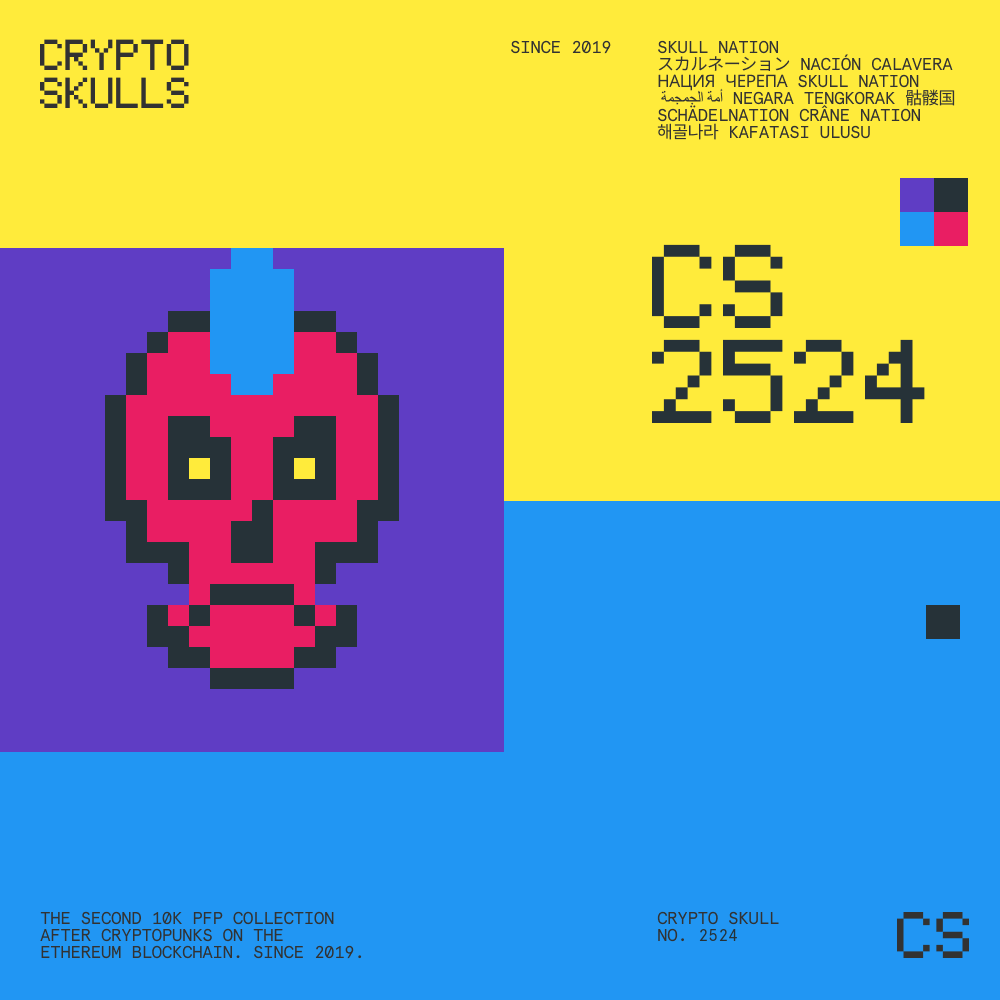 CRYPTO
SKULLS
SINCE 2019
SKULL NATION
スカルネーション NACIÓN CALAVERA
НАЦИЯ ЧЕРЕПА SKULL NATION
أمة الجمجمة NEGARA TENGKORAK 骷髅国
SCHÄDELNATION CRÂNE NATION
해골나라 KAFATASI ULUSU
CS
2524
THE SECOND 10K PFP COLLECTION
AFTER CRYPTOPUNKS ON THE
ETHEREUM BLOCKCHAIN. SINCE 2019.
CRYPTO SKULL
NO. 2524
CS